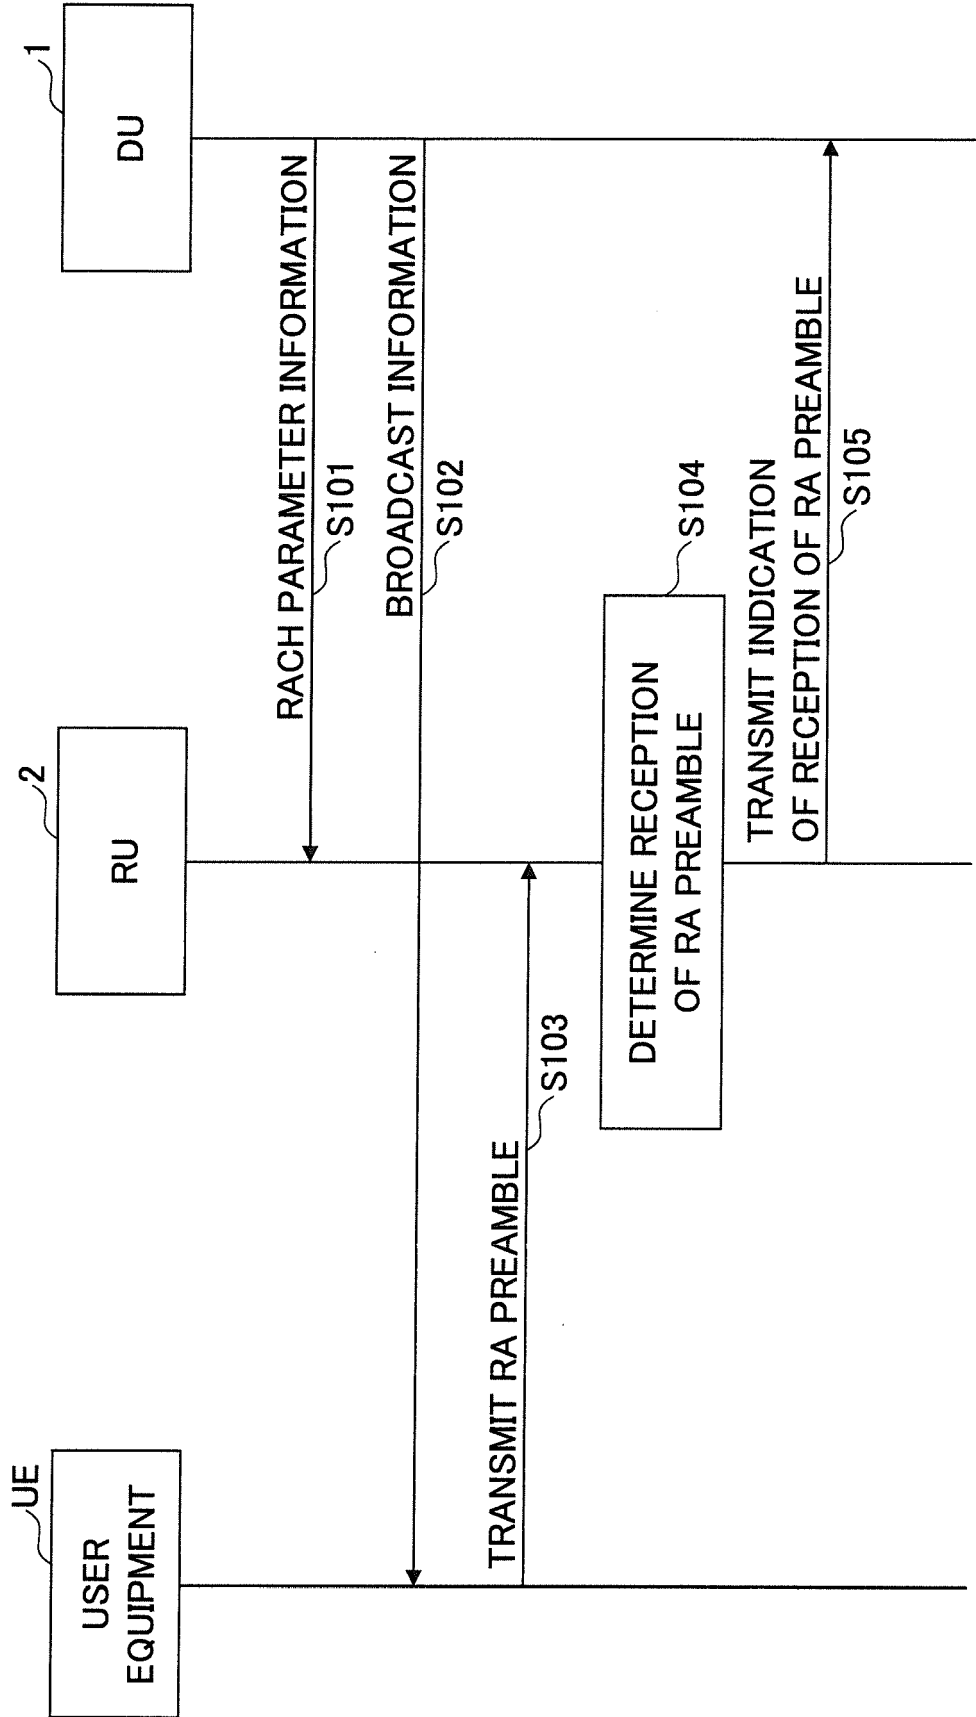 UE
USER
EQUIPMENT
2
RU
1
DU
RACH PARAMETER INFORMATION
S101
BROADCAST INFORMATION
S102
TRANSMIT RA PREAMBLE
S103
DETERMINE RECEPTION
OF RA PREAMBLE
S104
TRANSMIT INDICATION
OF RECEPTION OF RA PREAMBLE
S105